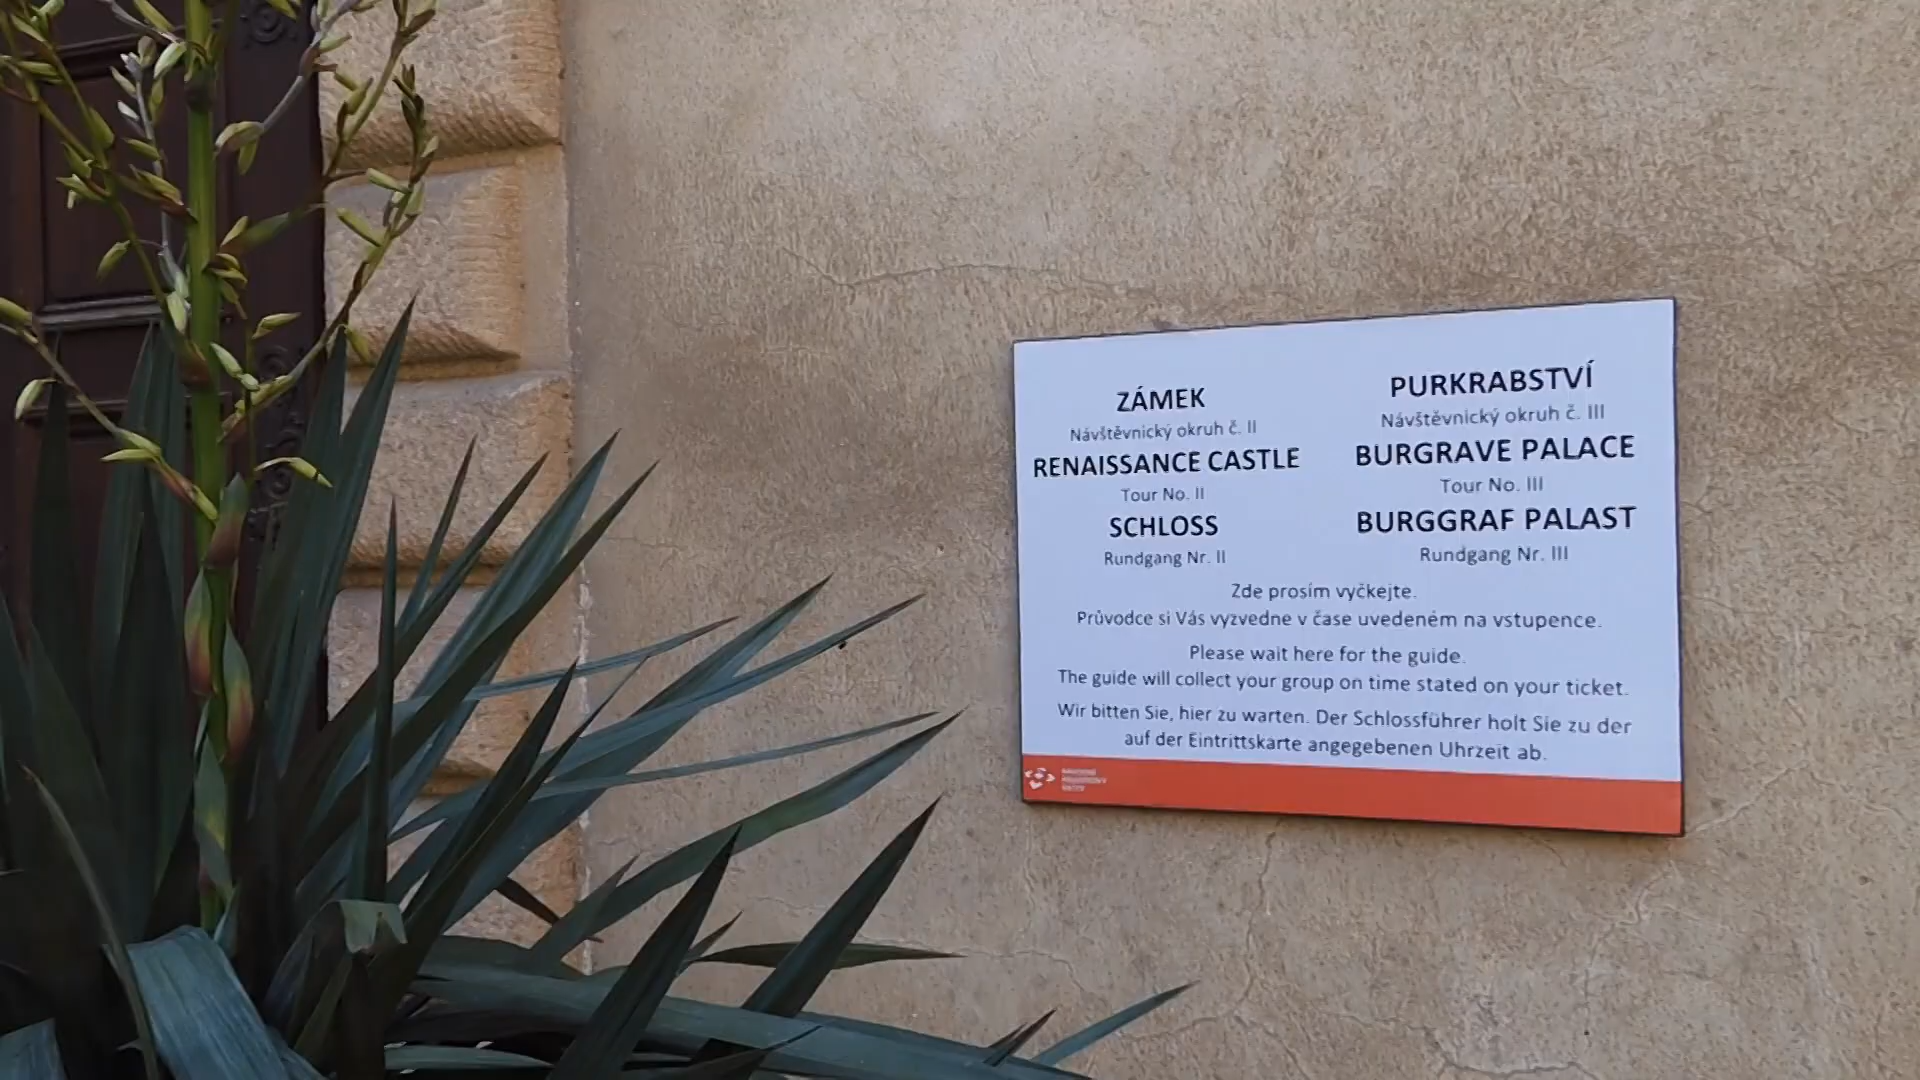 ZÁMEK
Návštěvnický okruh č. II
RENAISSANCE CASTLE
Tour No. II
SCHLOSS
Rundgang Nr. II
PURKRABSTVÍ
Návštěvnický okruh č. III
BURGRAVE PALACE
Tour No. III
BURGGRAF PALAST
Rundgang Nr. III
Zde prosím vyčkejte.
Průvodce si Vás vyzvedne v čase uvedeném na vstupence.
Please wait here for the guide.
The guide will collect your group on time stated on your ticket.
Wir bitten Sie, hier zu warten. Der Schlossführer holt Sie zu der
auf der Eintrittskarte angegebenen Uhrzeit ab.